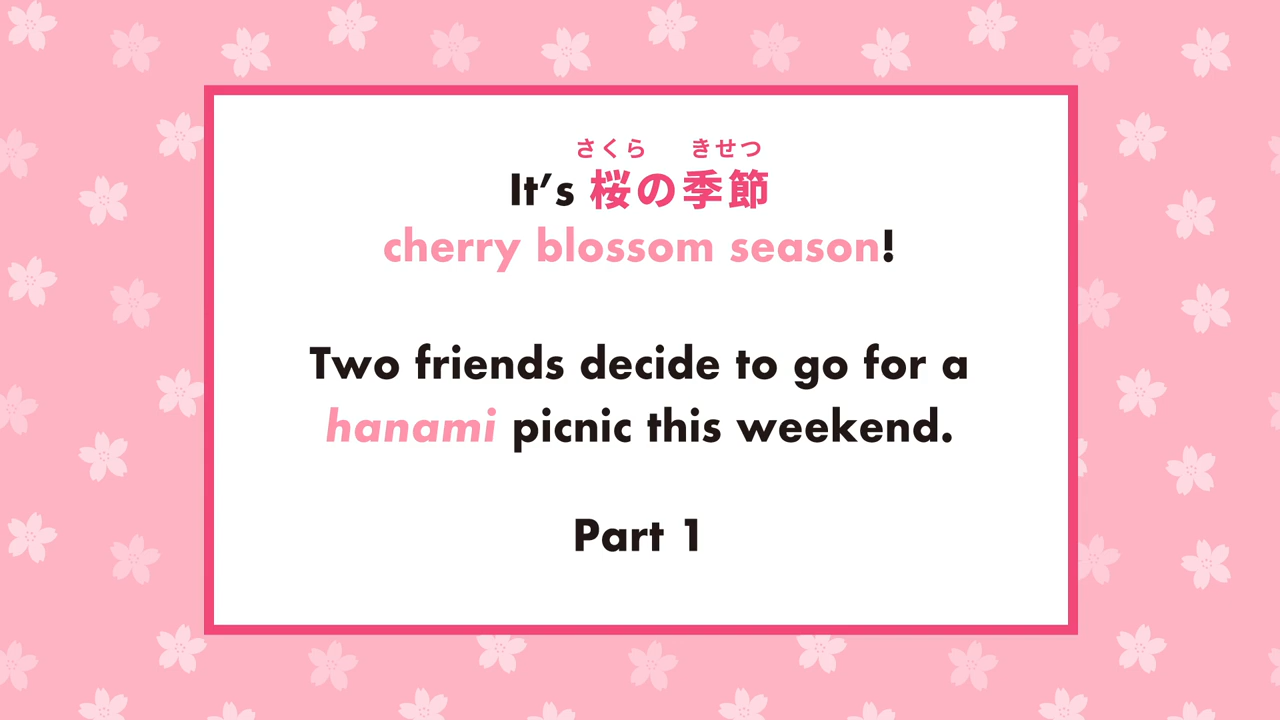 さくら きせつ
It's 桜の季節
cherry blossom season!
Two friends decide to go for a
hanami picnic this weekend.
Part 1